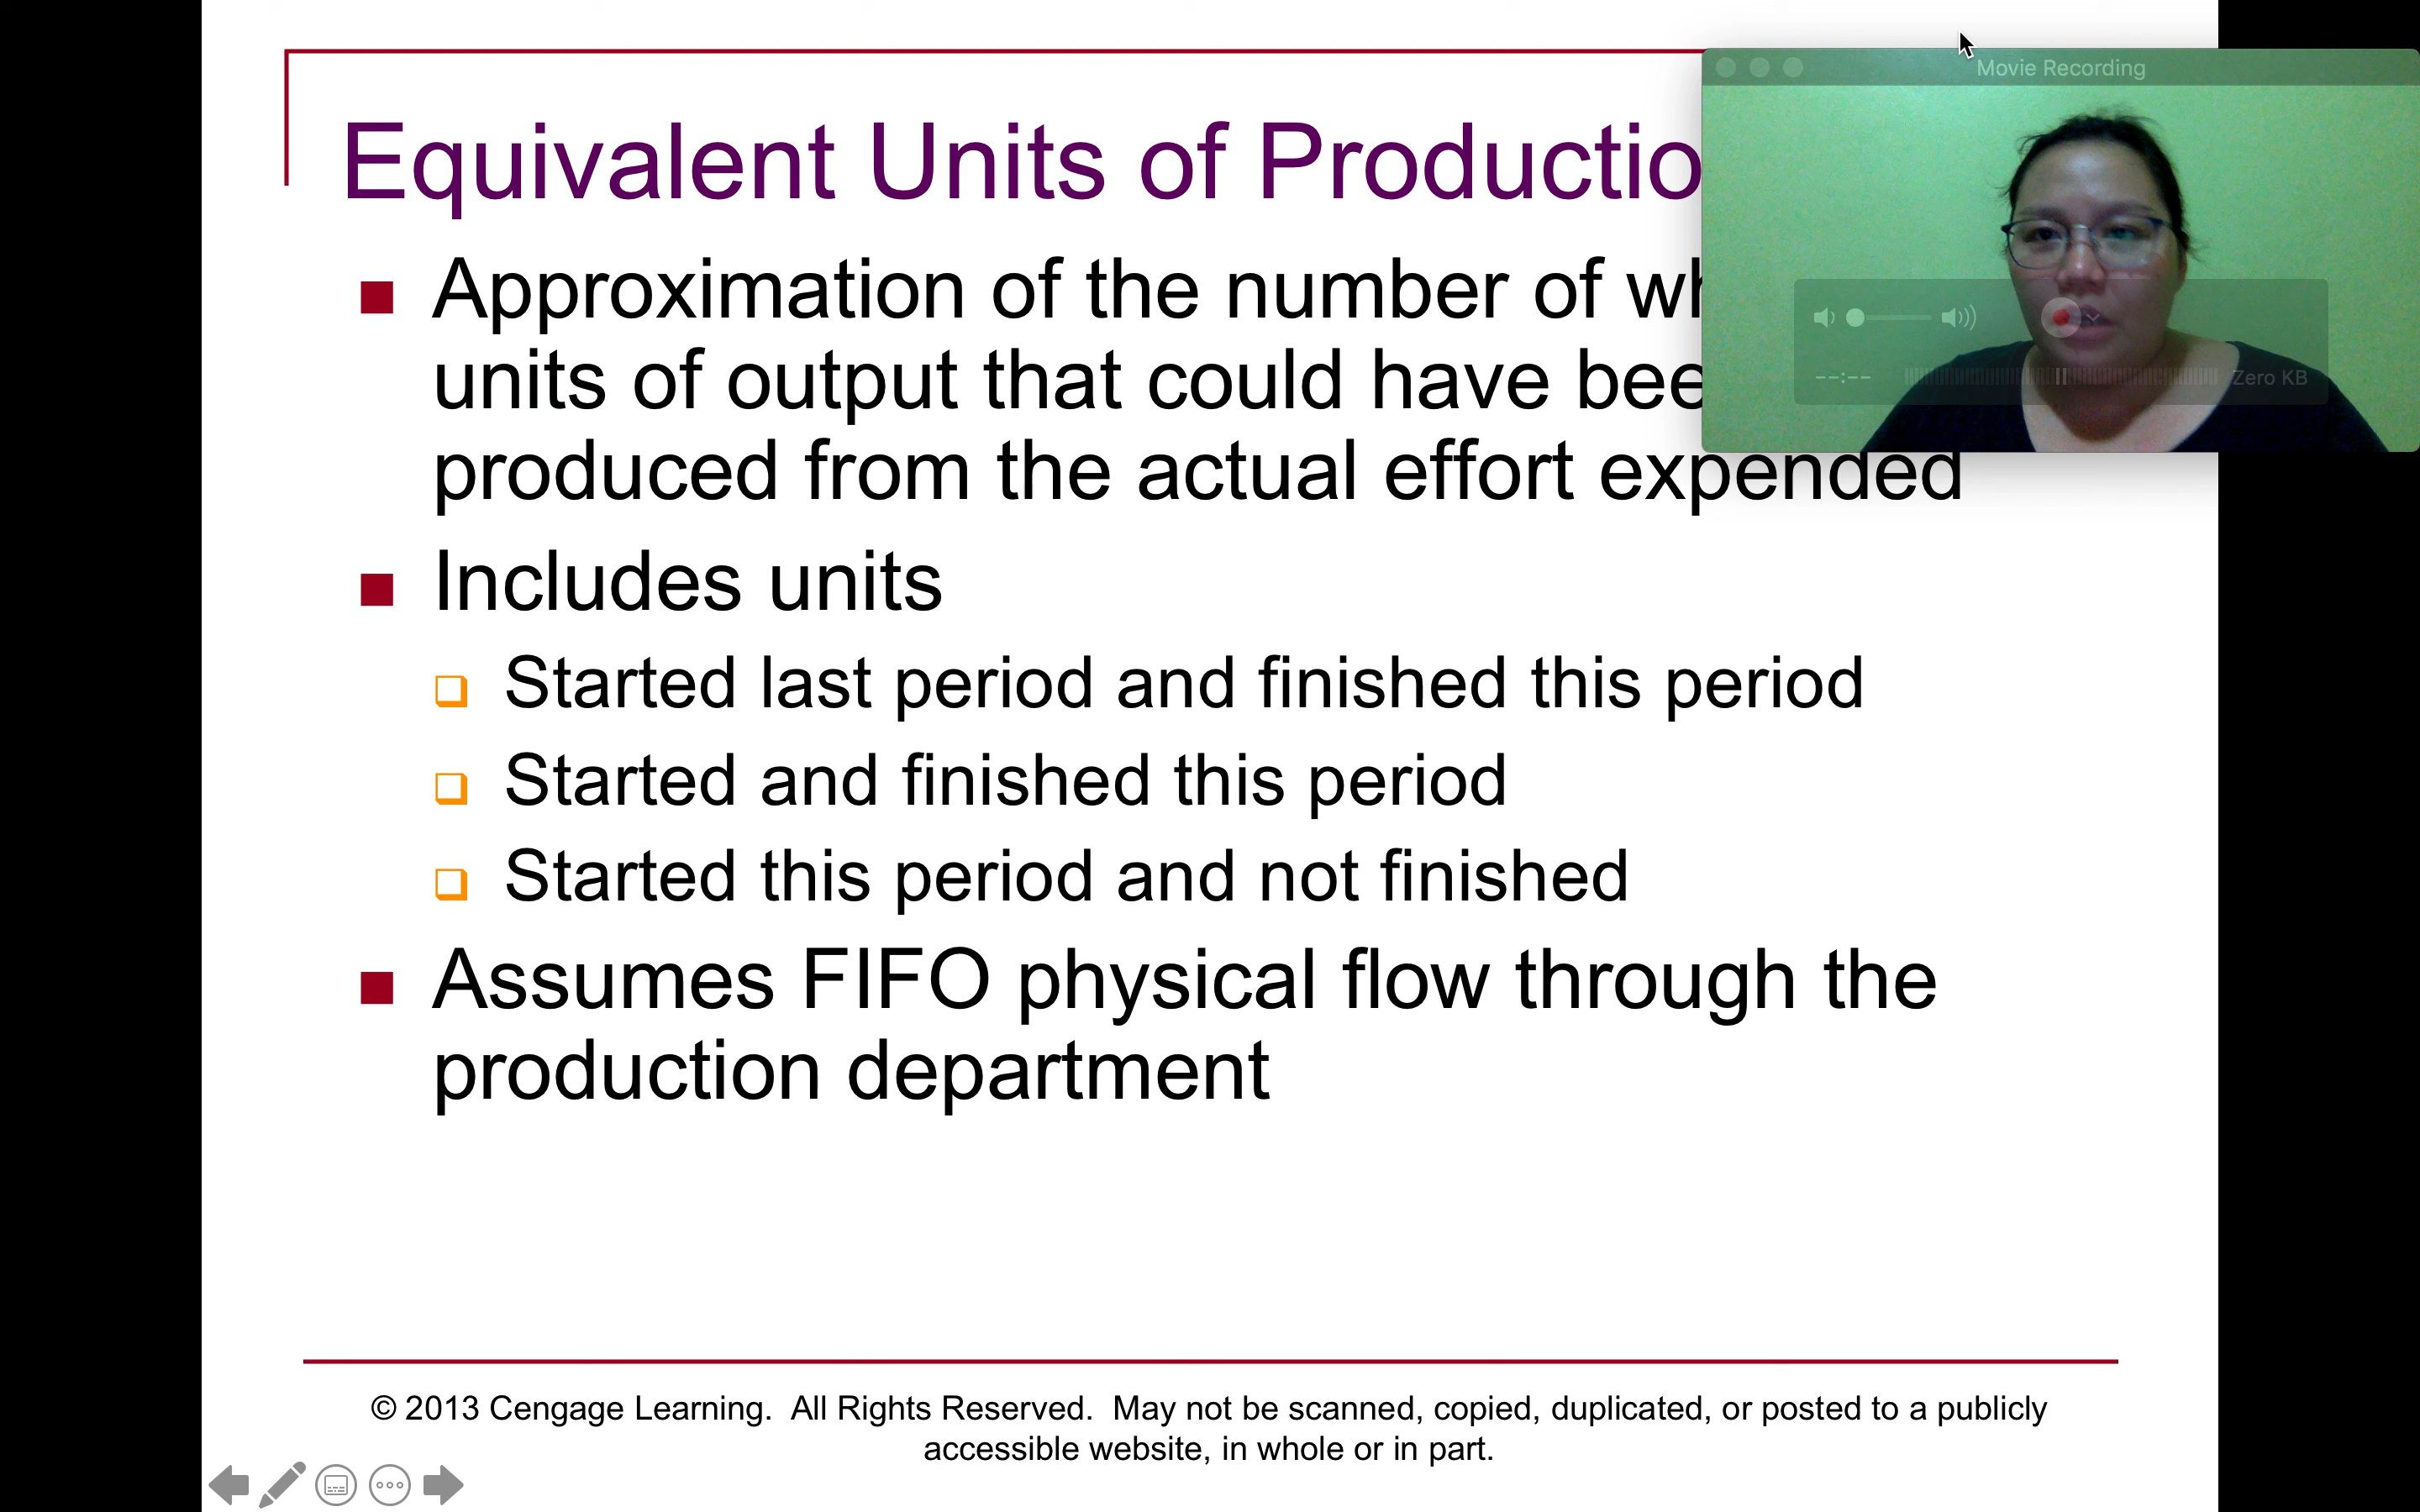 Movie Recording
Equivalent Units of Productio
Approximation of the number of wh
units of output that could have bee
Zero KB
produced from the actual effort expended
Includes units
Started last period and finished this period
Started and finished this period
Started this period and not finished
Assumes FIFO physical flow through the
production department
© 2013 Cengage Learning. All Rights Reserved. May not be scanned, copied, duplicated, or posted to a publicly
accessible website, in whole or in part.